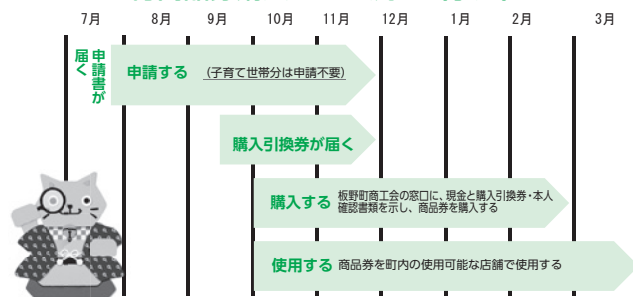 7月 8月 9月 10月 11月 12月 1月 2月 3月
申請書が
届く
申請する (子育て世帯分は申請不要)
購入引換券が届く
購入する 板野町商工会の窓口に、現金と購入引換券・本人
確認書類を示し、商品券を購入する
使用する 商品券を町内の使用可能な店舗で使用する